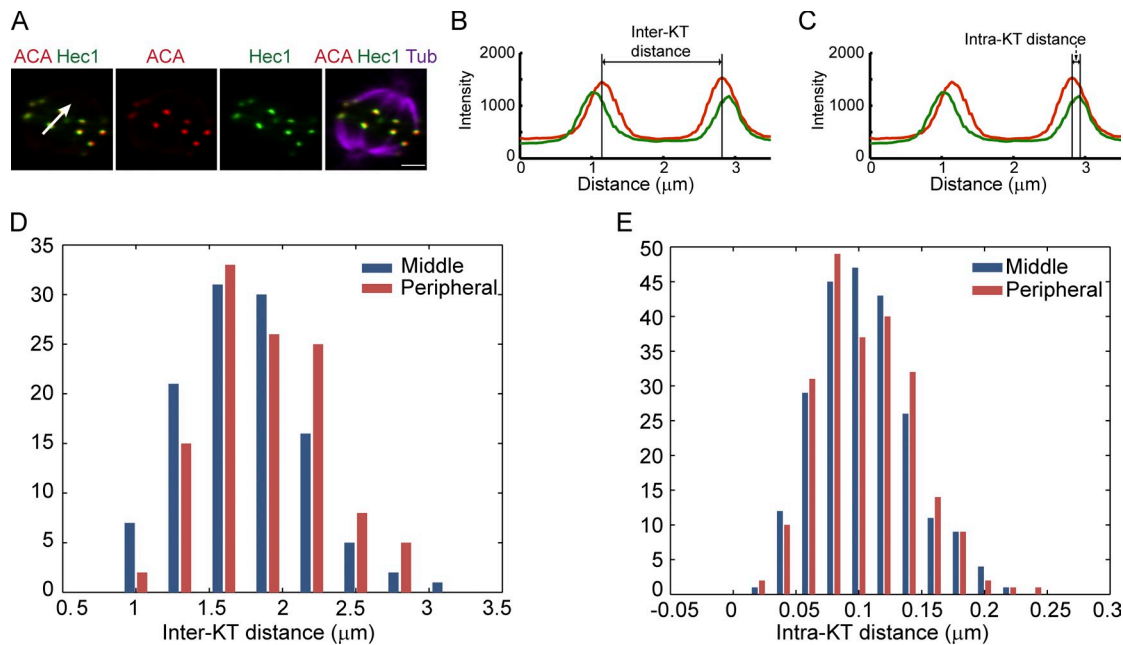 A
ACA Hec1
ACA
Hec1
ACA Hec1 Tub
B
Inter-KT
distance
2000
1000
0
Intensity
0
1
2
3
Distance (µm)
C
Intra-KT distance
2000
1000
0
Intensity
0
1
2
3
Distance (µm)
D
35
30
25
20
15
10
5
0
0.5
1
1.5
2
2.5
3
3.5
Middle
Peripheral
Inter-KT distance (µm)
E
50
45
40
35
30
25
20
15
10
5
0
-0.05
0
0.05
0.1
0.15
0.2
0.25
0.3
Middle
Peripheral
Intra-KT distance (µm)